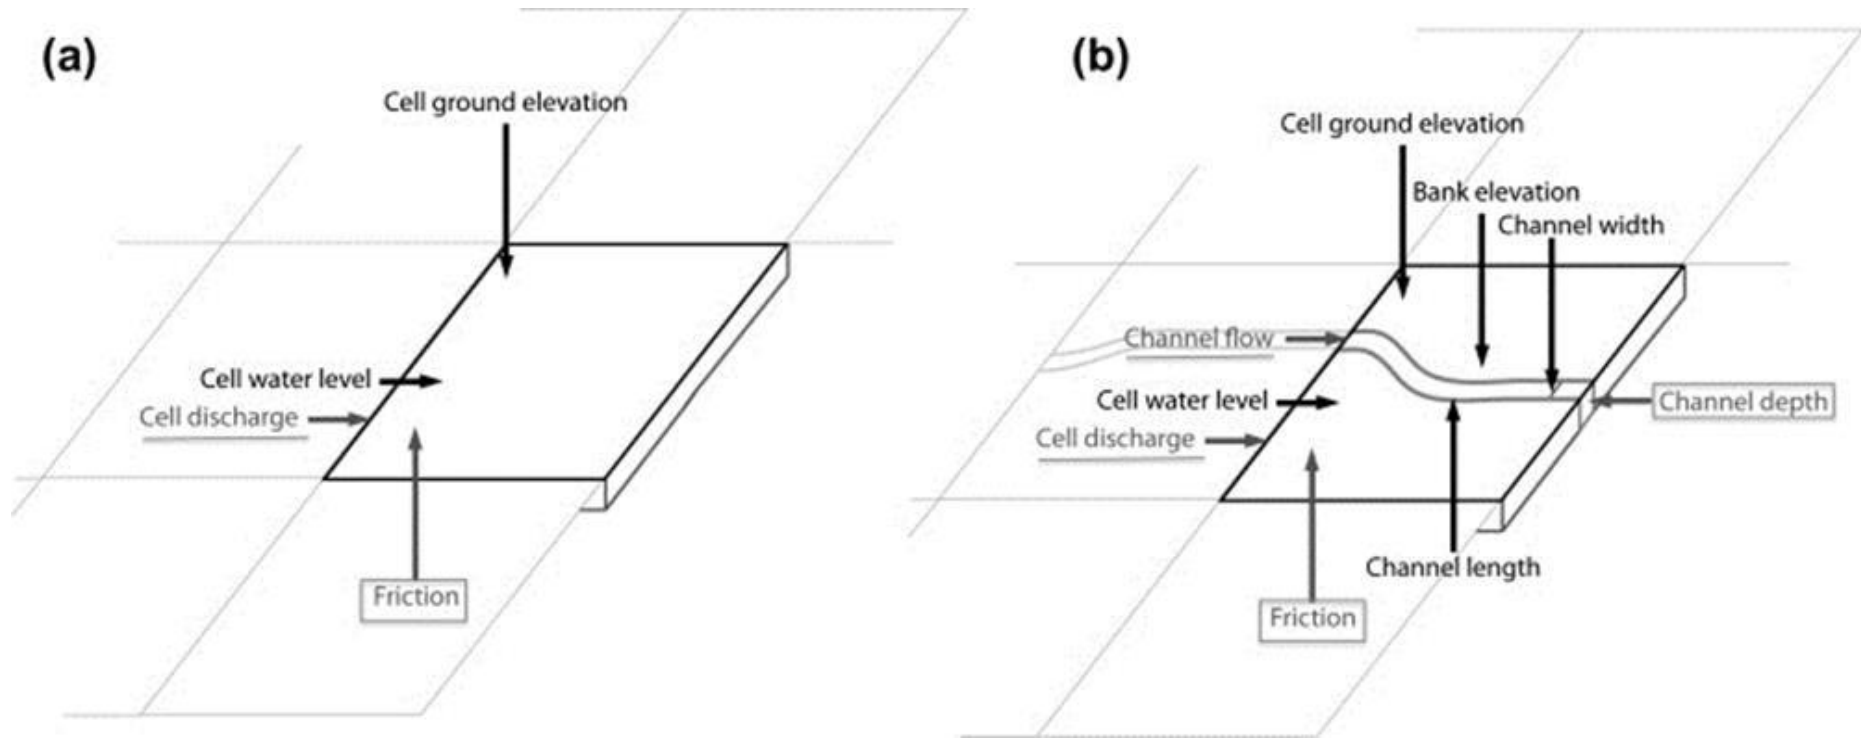 (a)
Cell ground elevation
Cell water level
Cell discharge
Friction
(b)
Cell ground elevation
Bank elevation
Channel width
Channel flow
Cell water level
Channel depth
Cell discharge
Channel length
Friction